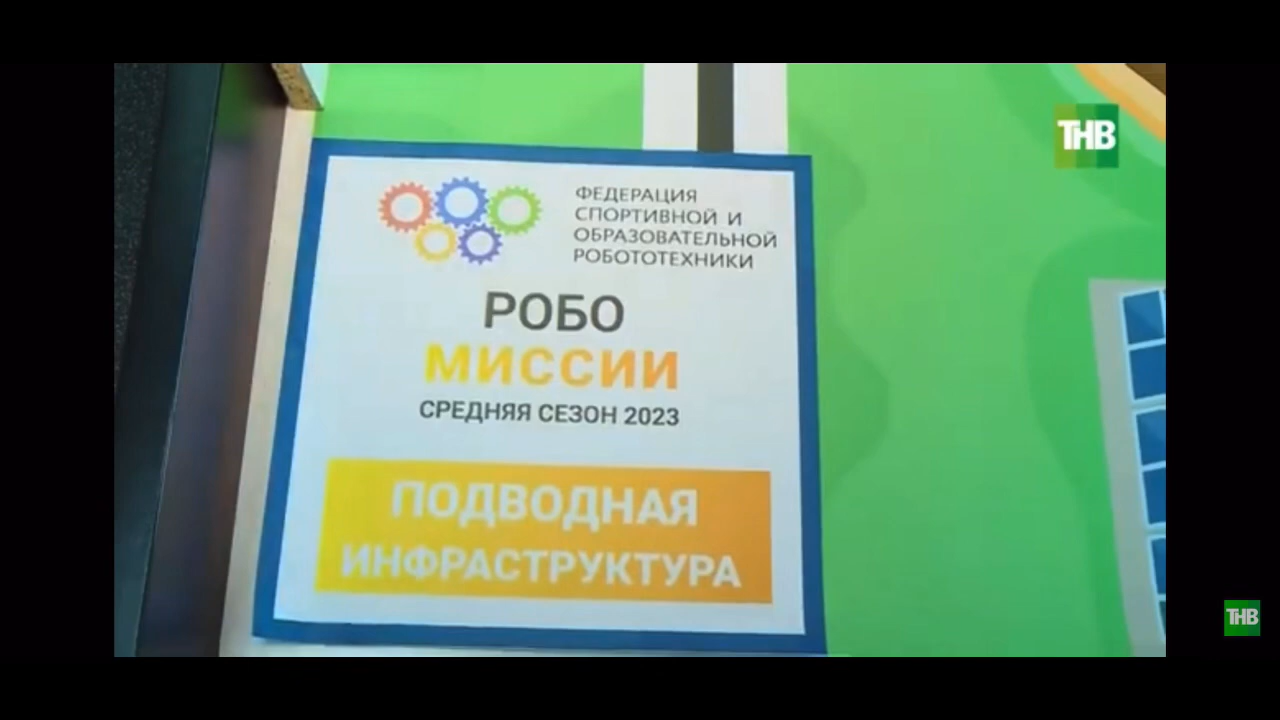 ТНВ
ФЕДЕРАЦИЯ
СПОРТИВНОЙ И
ОБРАЗОВАТЕЛЬНОЙ
РОБОТОТЕХНИКИ
РОБО
МИССИИ
СРЕДНЯЯ СЕЗОН 2023
ПОДВОДНАЯ
ИНФРАСТРУКТУРА
ТНВ